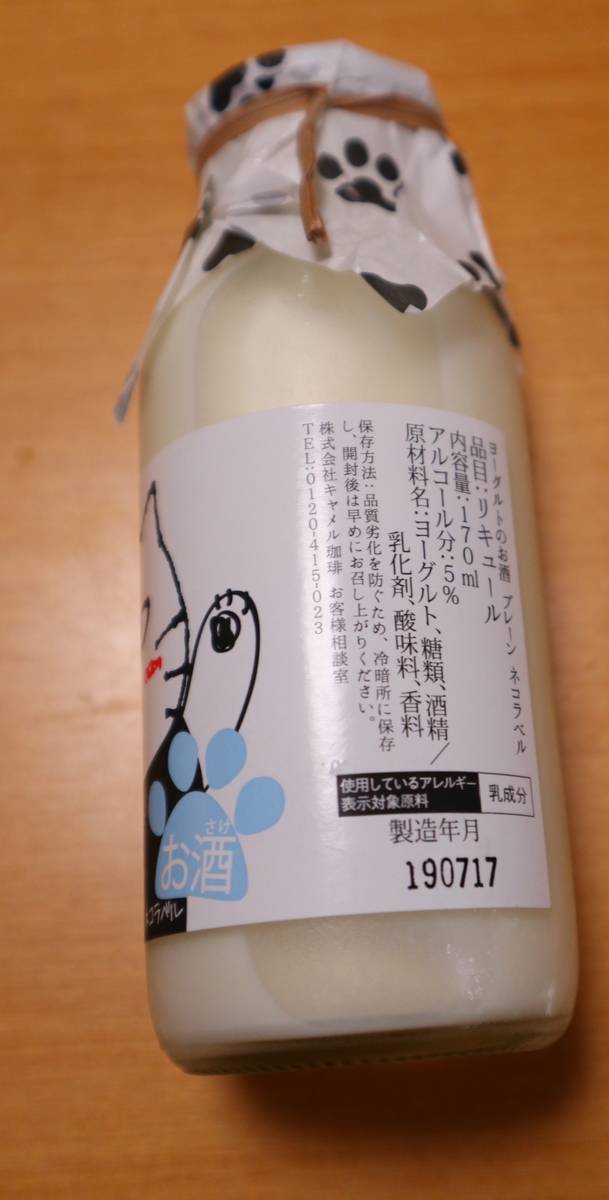 ヨーグルトのお酒 プレーン ネコラベル
品目:リキュール
内容量:170ml
アルコール分:5%
原材料名:ヨーグルト、糖類、酒精/
乳化剤、酸味料、香料
保存方法:品質劣化を防ぐため、冷暗所に保存
し、開封後は早めにお召し上がりください。
株式会社キャメル珈琲 お客様相談室
TEL:0120-415-023
使用しているアレルギー
表示対象原料
乳成分
製造年月
190717
さけ
お酒
コラベル